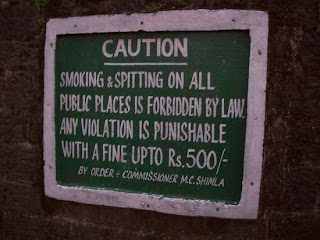 CAUTION
SMOKING & SPITTING ON ALL
PUBLIC PLACES IS FORBIDDEN BY LAW.
ANY VIOLATION IS PUNISHABLE
WITH A FINE UPTO Rs.500/-
BY ORDER ÷ COMMISSIONER M.C. SHIMLA